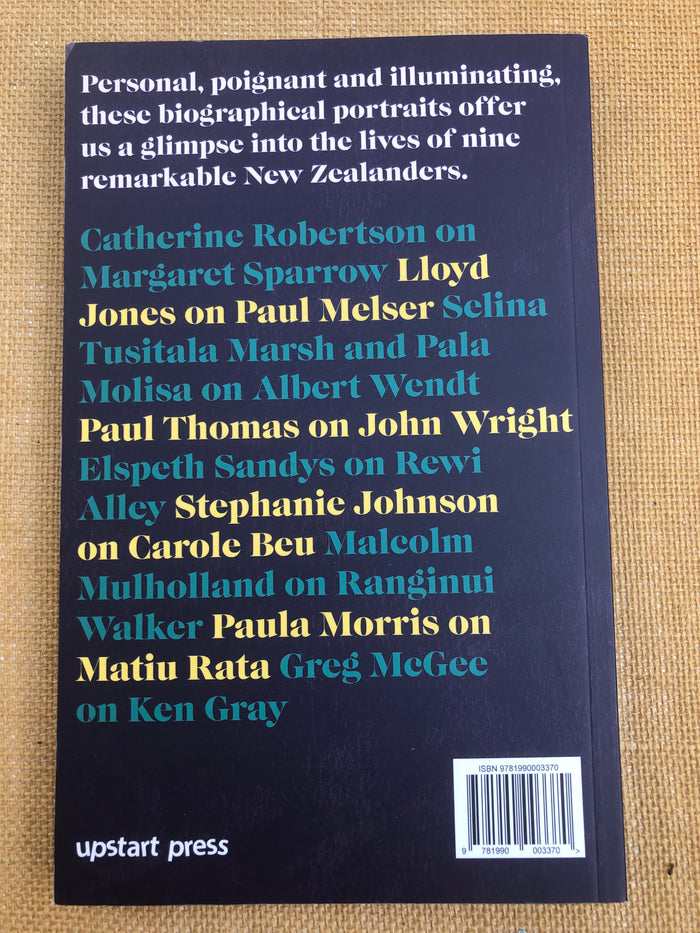 Personal, poignant and illuminating,
these biographical portraits offer
us a glimpse into the lives of nine
remarkable New Zealanders.
Catherine Robertson on
Margaret Sparrow Lloyd
Jones on Paul Melser Selina
Tusitala Marsh and Pala
Molisa on Albert Wendt
Paul Thomas on John Wright
Elspeth Sandys on Rewi
Alley Stephanie Johnson
on Carole Beu Malcolm
Mulholland on Ranginui
Walker Paula Morris on
Matiu Rata Greg McGee
on Ken Gray
ISBN 9781990003370
9 781990 003370 >
upstart press